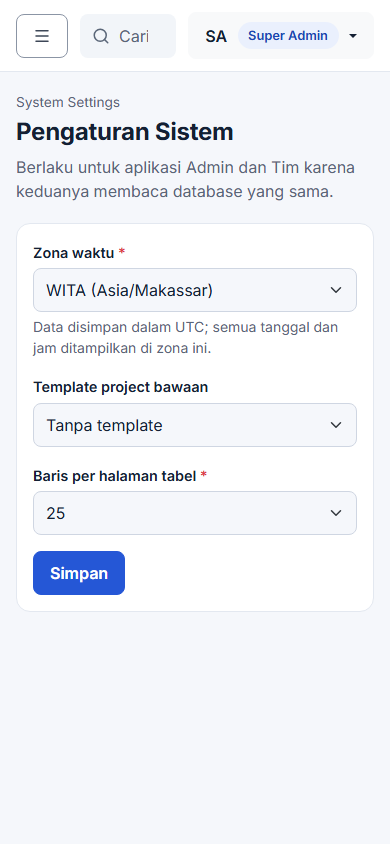 Cari
SA
Super Admin
System Settings
Pengaturan Sistem
Berlaku untuk aplikasi Admin dan Tim karena
keduanya membaca database yang sama.
Zona waktu *
WITA (Asia/Makassar)
Data disimpan dalam UTC; semua tanggal dan
jam ditampilkan di zona ini.
Template project bawaan
Tanpa template
Baris per halaman tabel *
25
Simpan